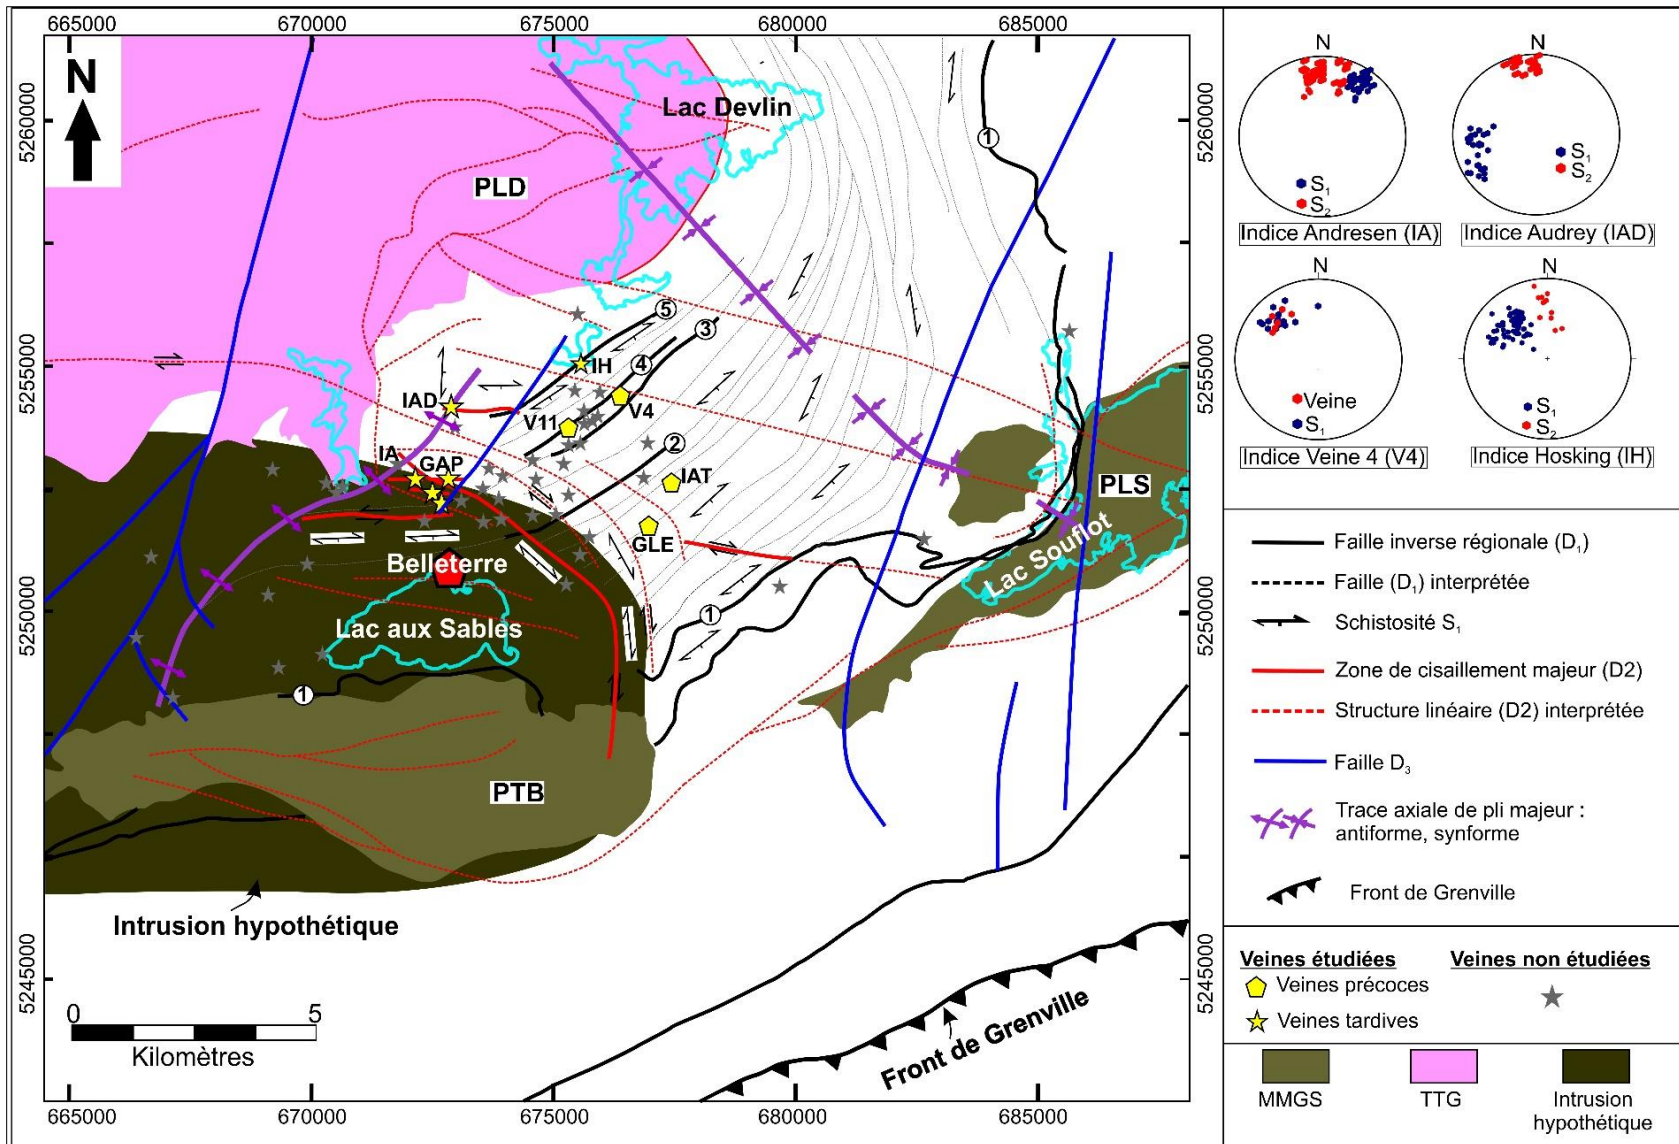 665000 670000 675000 680000 685000
N
5260000
5255000
5250000
5245000
5260000
5255000
5250000
5245000
Lac Devlin
PLD
1
5
3
4
IH
IAD
V4
V11
2
IA
GAP
IAT
PLS
GLE
Belleterre
Lac Souflot
Lac aux Sables
1
1
PTB
Intrusion hypothétique
0 5
Kilomètres
Front de Grenville
665000 670000 675000 680000 685000
N
S1
S2
Indice Andresen (IA)
N
S1
S2
Indice Audrey (IAD)
N
Veine
S1
Indice Veine 4 (V4)
N
S1
S2
Indice Hosking (IH)
Faille inverse régionale (D1)
Faille (D1) interprétée
Schistosité S1
Zone de cisaillement majeur (D2)
Structure linéaire (D2) interprétée
Faille D3
Trace axiale de pli majeur :
antiforme, synforme
Front de Grenville
Veines étudiées Veines non étudiées
Veines précoces
Veines tardives
MMGS TTG Intrusion
hypothétique